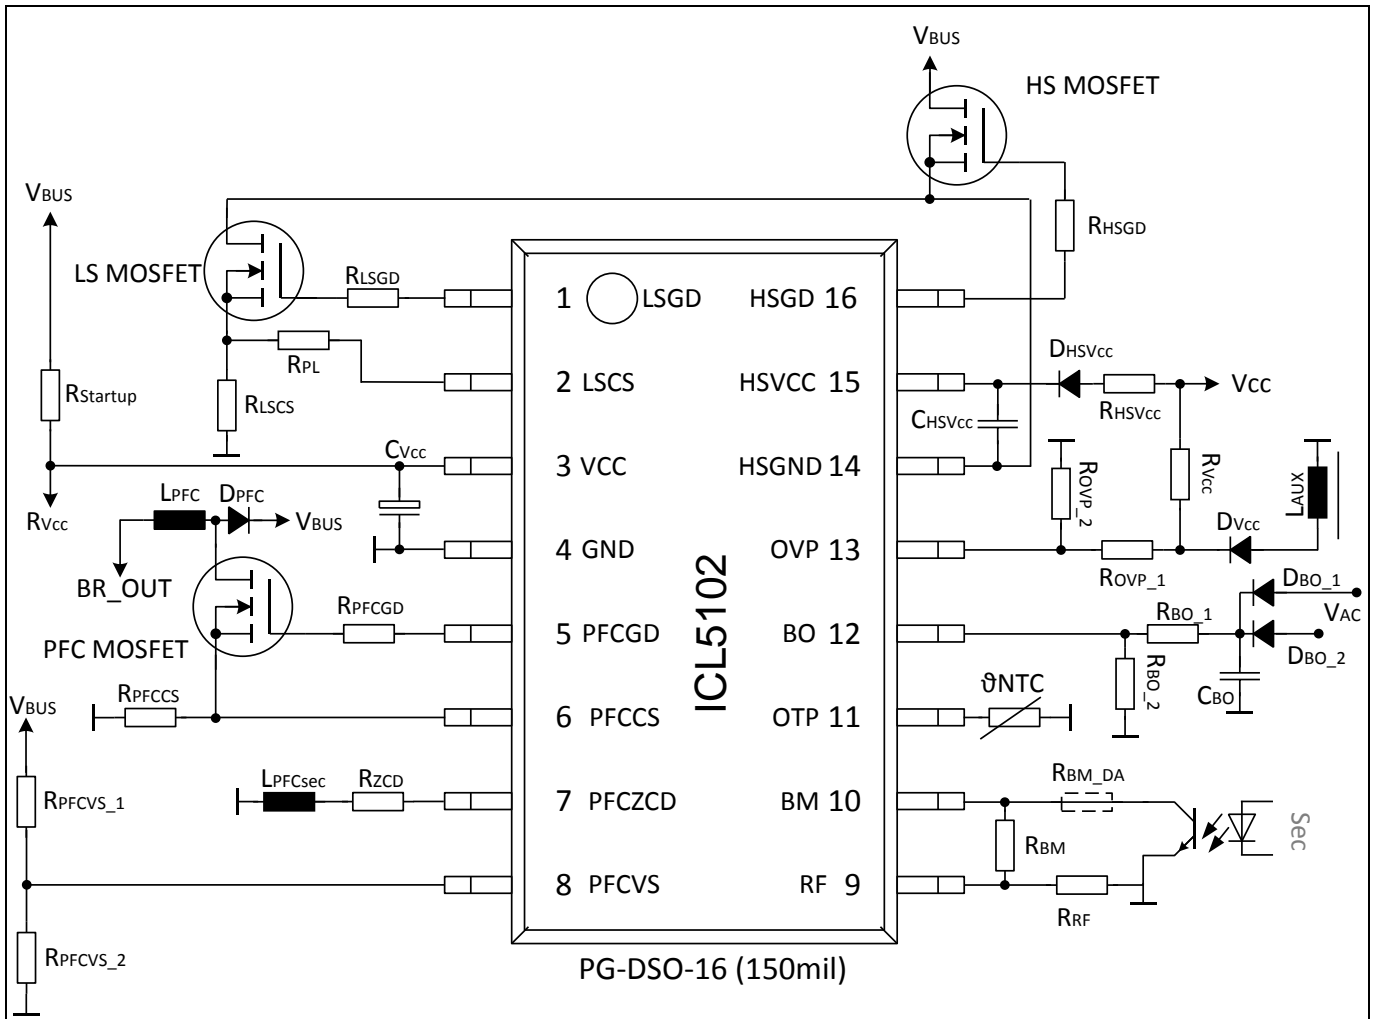 VBUS
HS MOSFET
VBUS
RHSGD
LS MOSFET
RLSGD
1 LSGD
HSGD 16
RPL
DHSVcc
RStartup
RLSCS
2 LSCS
HSVCC 15
VCC
RHSVcc
CHSVcc
CVcc
3 VCC
HSGND 14
ROVP_2
RVcc
LAUX
RVcc
LPFC
DPFC
VBUS
DVcc
4 GND
OVP 13
BR_OUT
ROVP_1
DBO_1
RPFCGD
RBO_1
VAC
5 PFCGD
BO 12
PFC MOSFET
DBO_2
RBO_2
CBO
ICL5102
RPFCCS
ϑNTC
VBUS
6 PFCCS
OTP 11
LPFCsec
RZCD
RBM_DA
RPFCVS_1
7 PFCZCD
BM 10
Sec
RBM
8 PFCVS
RF 9
RRF
RPFCVS_2
PG-DSO-16 (150mil)